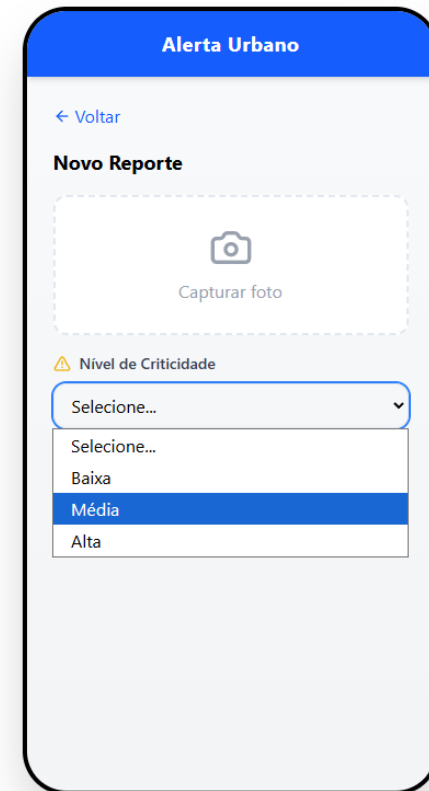 Alerta Urbano
← Voltar
Novo Reporte
Capturar foto
Nível de Criticidade
Selecione...
Selecione...
Baixa
Média
Alta